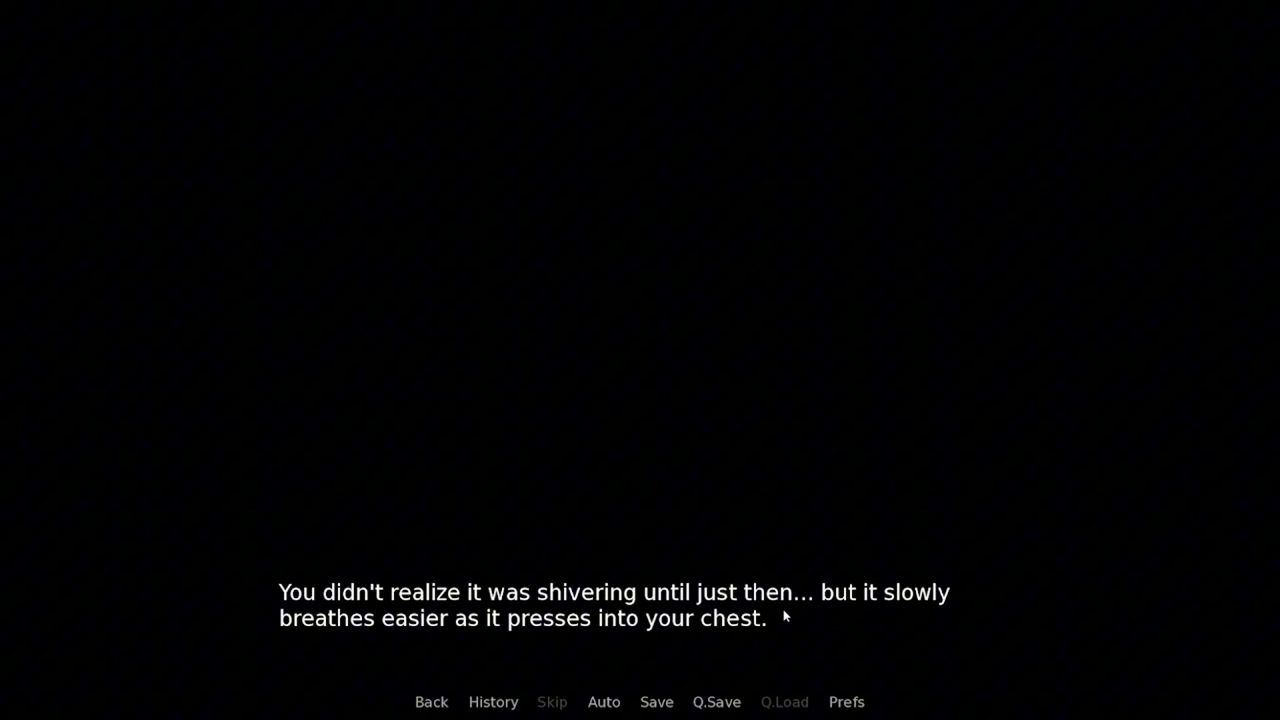 You didn't realize it was shivering until just then... but it slowly
breathes easier as it presses into your chest.
Back History Skip Auto Save Q.Save Q.Load Prefs